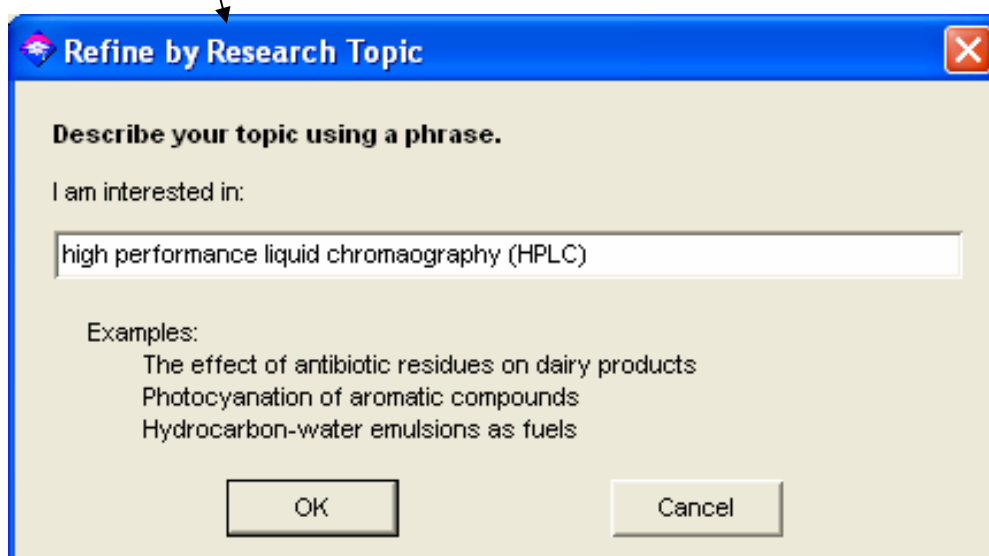 Refine by Research Topic
Describe your topic using a phrase.
I am interested in:
high performance liquid chromaography (HPLC)
Examples:
The effect of antibiotic residues on dairy products
Photocyanation of aromatic compounds
Hydrocarbon-water emulsions as fuels
OK
Cancel